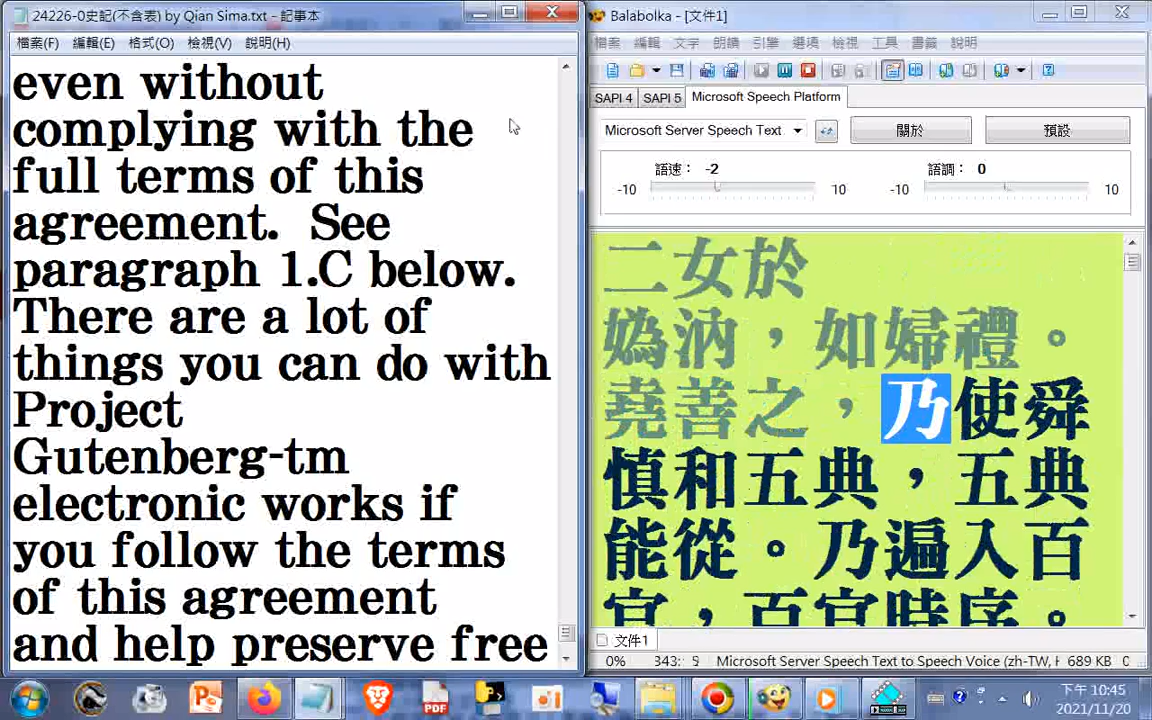 24226-0史記(不含表) by Qian Sima.txt - 記事本
檔案(F) 編輯(E) 格式(O) 檢視(V) 說明(H)
even without
complying with the
full terms of this
agreement.  See
paragraph 1.C below.
There are a lot of
things you can do with
Project
Gutenberg-tm
electronic works if
you follow the terms
of this agreement
and help preserve free
Balabolka - [文件1]
檔案 編輯 文字 朗讀 引擎 選項 檢視 工具 書籤 說明
SAPI 4 SAPI 5 Microsoft Speech Platform
Microsoft Server Speech Text 關於 預設
語速： -2 語調： 0
-10 10 -10 10
二女於
媯汭，如婦禮。
堯善之，乃使舜
慎和五典，五典
能從。乃遍入百
官，百官時序。
文件1
0% 343: Microsoft Server Speech Text to Speech Voice (zh-TW, 689 KB
PDF
下午 10:45
2021/11/20